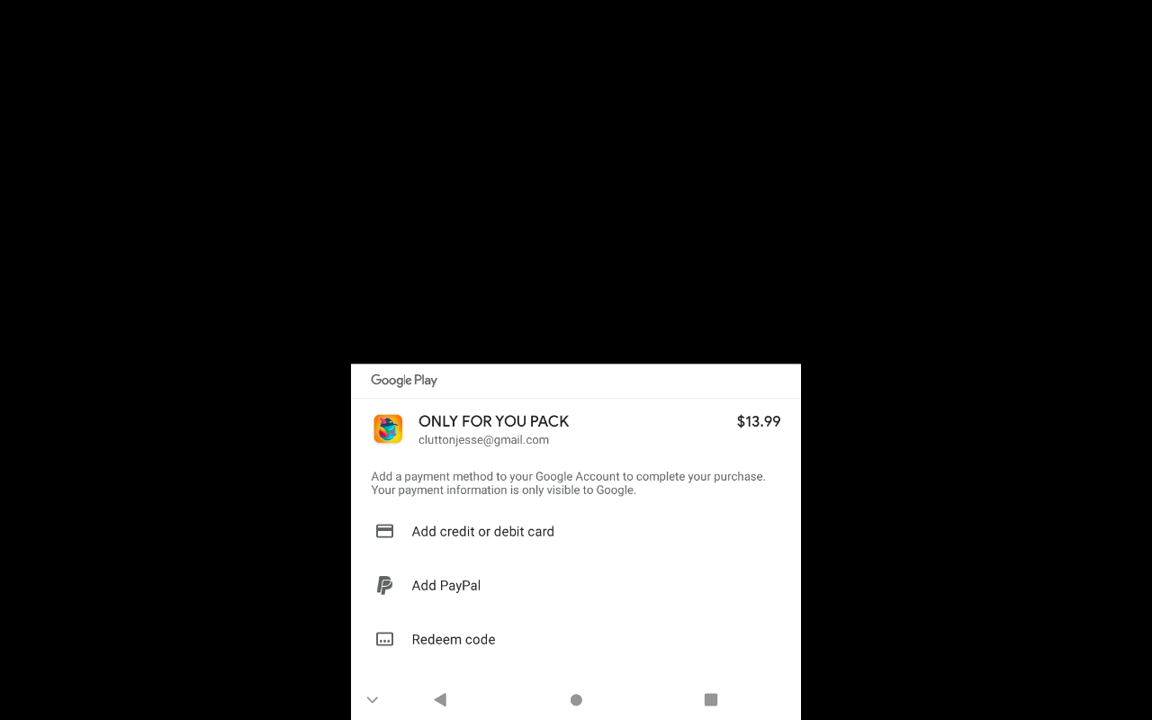 Google Play
ONLY FOR YOU PACK $13.99
cluttonjesse@gmail.com
Add a payment method to your Google Account to complete your purchase.
Your payment information is only visible to Google.
Add credit or debit card
Add PayPal
Redeem code